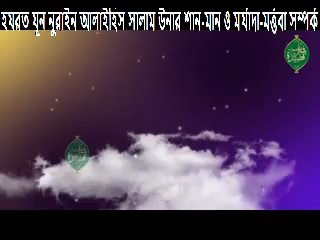 হযরত যূন নূরাইন আলাইহিস সালাম উনার শান-মান ও মর্যাদা-মর্তবা সম্পর্ক